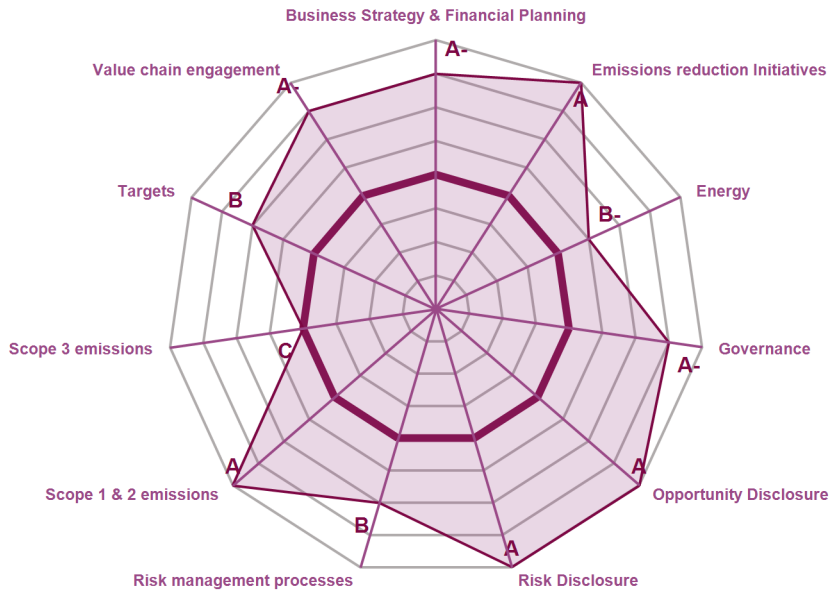 Business Strategy & Financial Planning
A-
Value chain engagement
A-
Emissions reduction Initiatives
A
Targets
B
Energy
B-
Scope 3 emissions
C
Governance
A-
Scope 1 & 2 emissions
A
Opportunity Disclosure
A
Risk management processes
B
Risk Disclosure
A